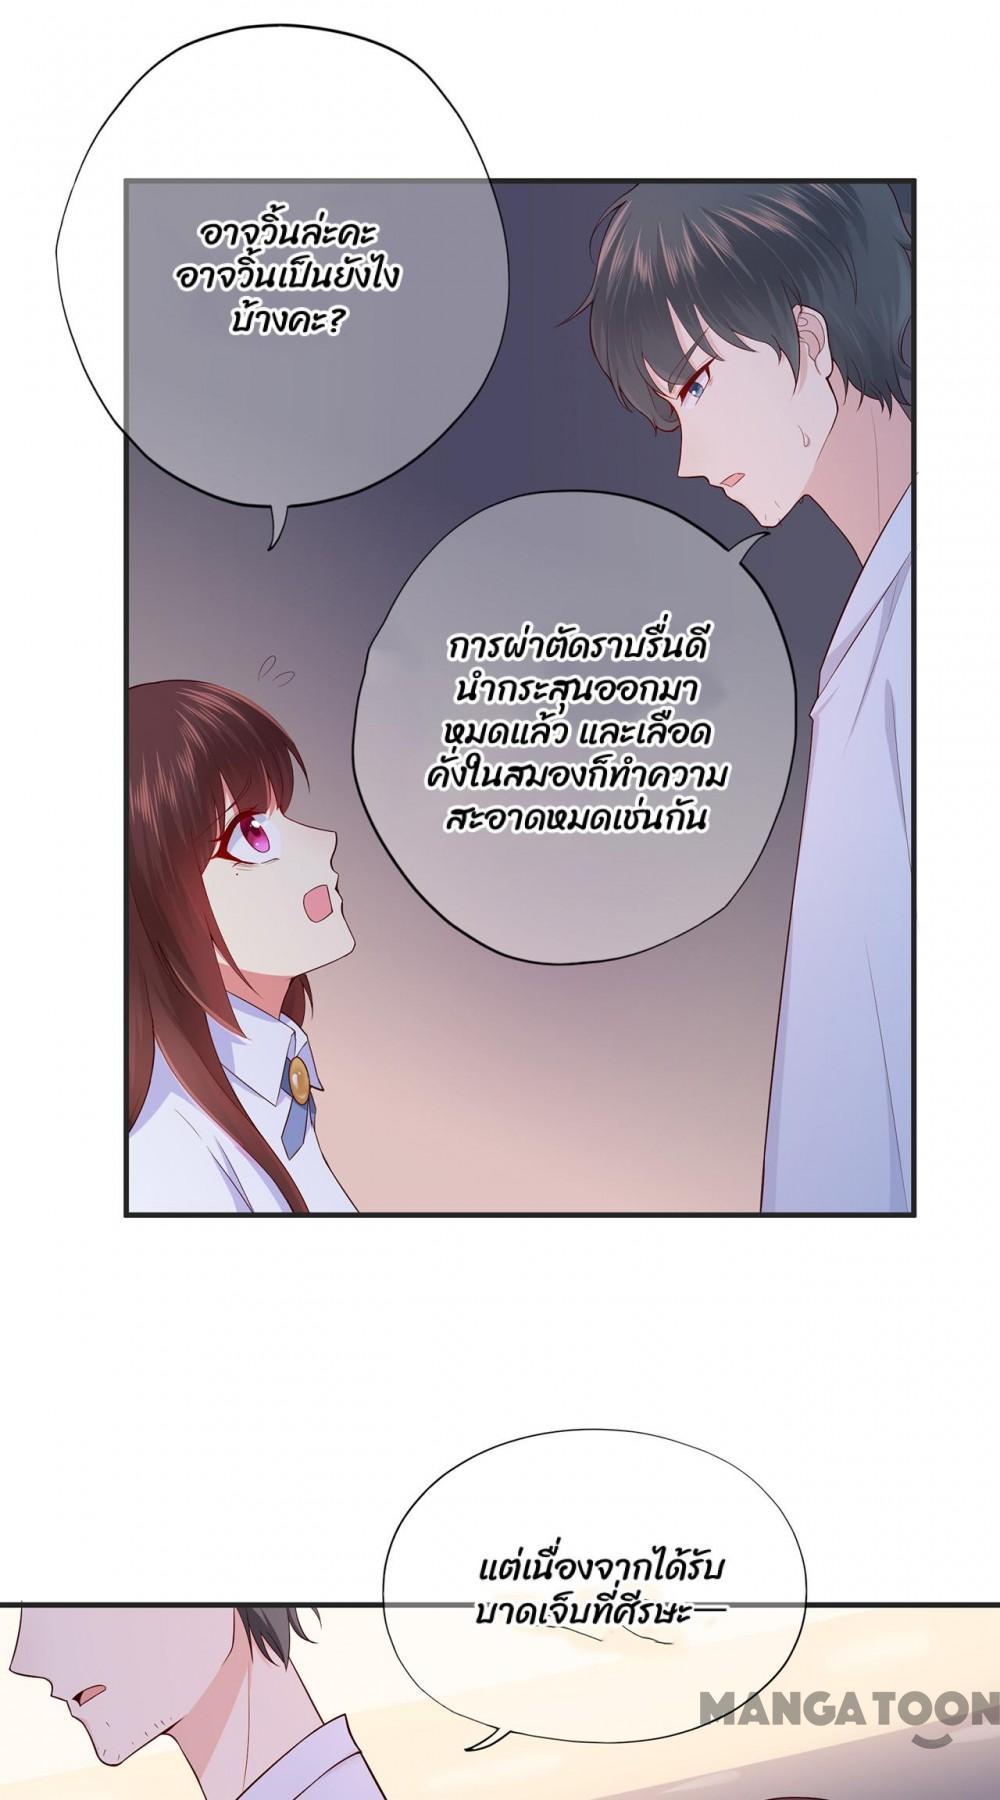 อาจวิ้นล่ะคะ
อาจวิ้นเป็นยังไง
บ้างคะ?
การผ่าตัดราบรื่นดี
นำกระสุนออกมา
หมดแล้ว และเลือด
คั่งในสมองก็ทำความ
สะอาดหมดเช่นกัน
แต่เนื่องจากได้รับ
บาดเจ็บที่ศีรษะ—
MANGATOON